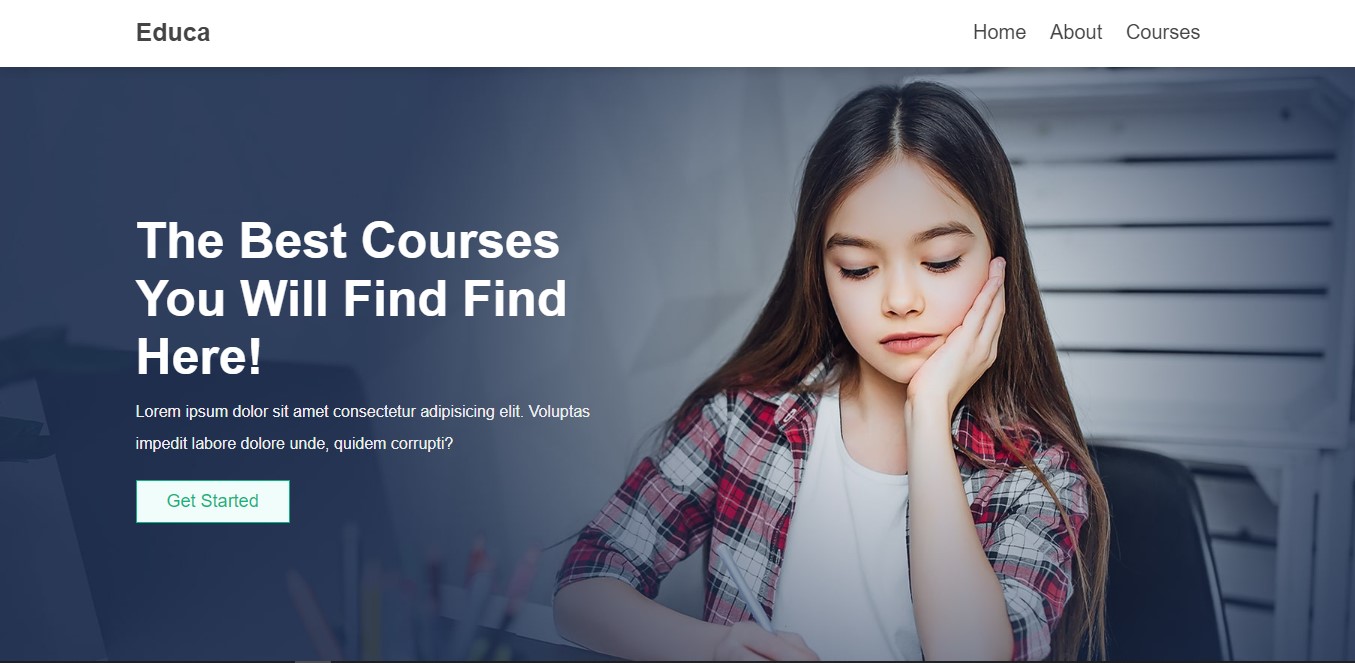 Educa
Home About Courses
The Best Courses
You Will Find Find
Here!
Lorem ipsum dolor sit amet consectetur adipisicing elit. Voluptas
impedit labore dolore unde, quidem corrupti?
Get Started